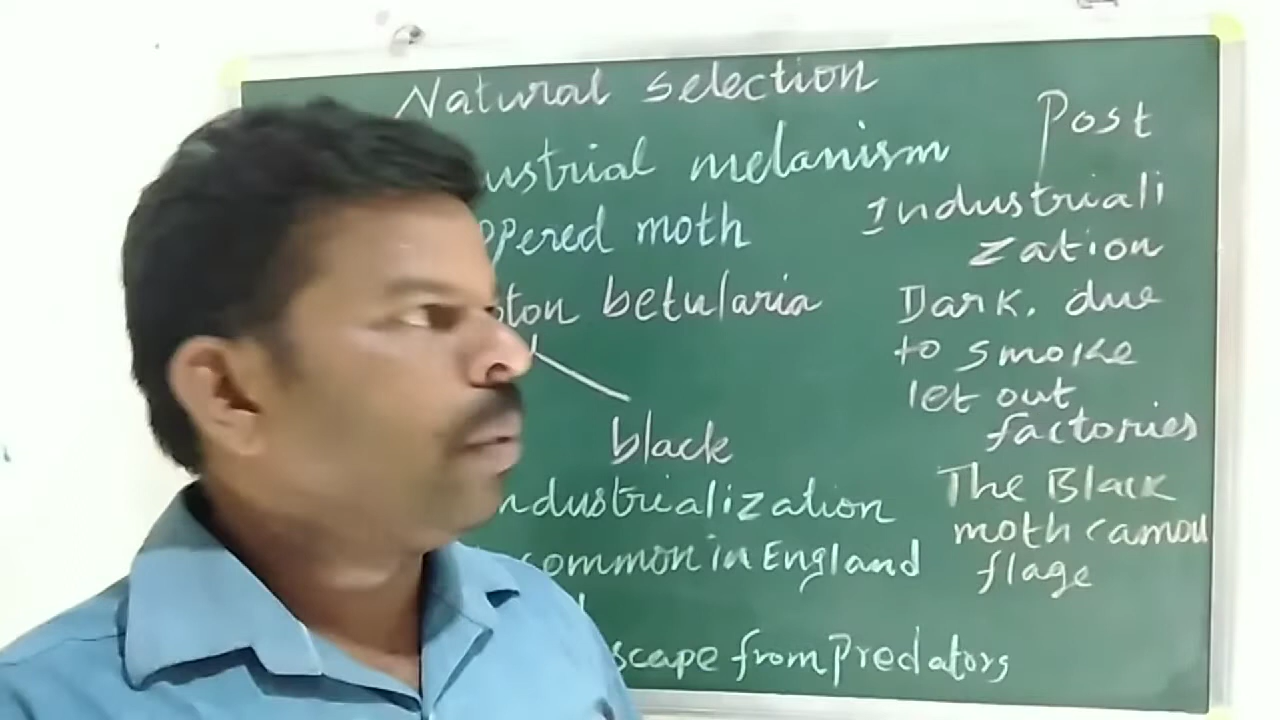 Natural selection
ustrial melanism
ppered moth
ton betularia
black
ndustrialization
common in England
scape from predators
Post
Industriali
zation
Dark. due
to smoke
let out
factories
The Black
moth camou
flage